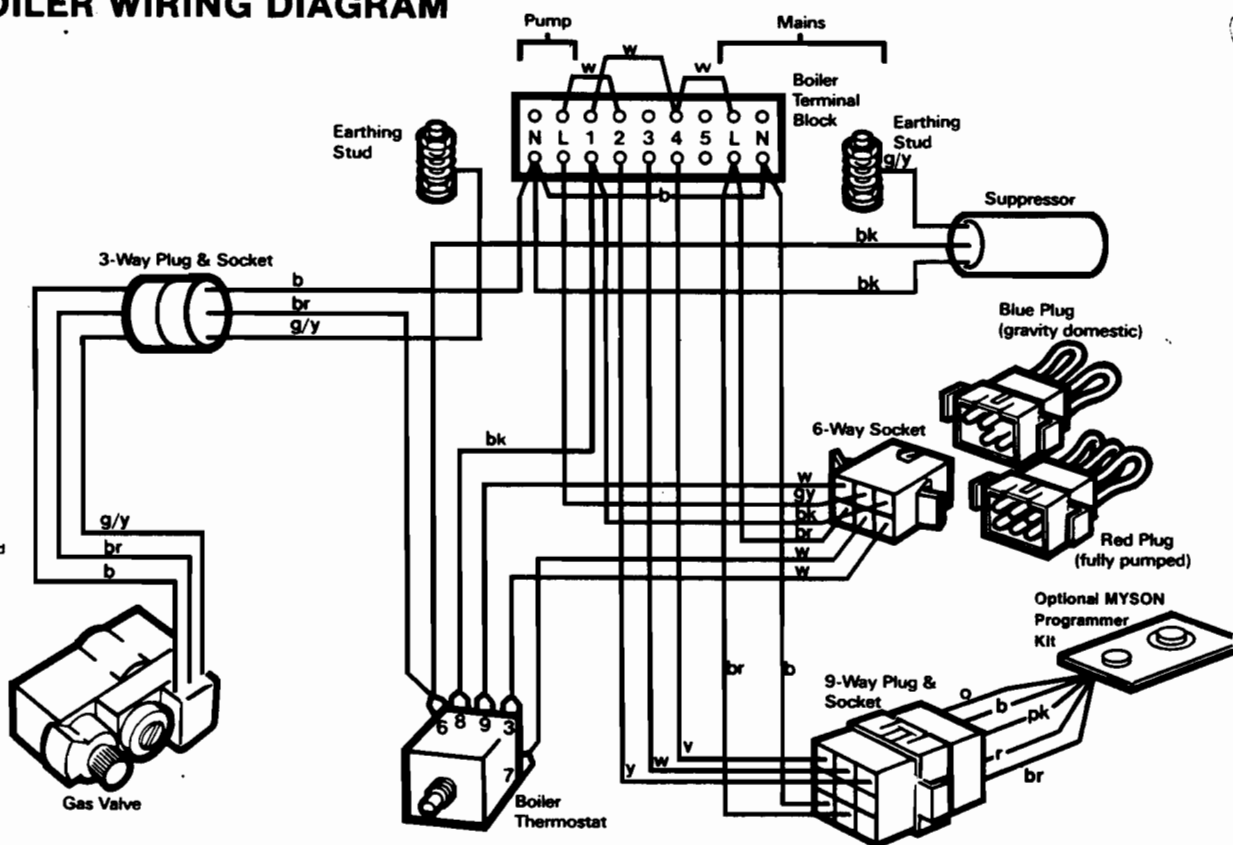 OILER WIRING DIAGRAM
Pump
Mains
w
w
w
Boiler
Terminal
Block
N L 1 2 3 4 5 L N
Earthing
Stud
Earthing
Stud
g/y
b
Suppressor
bk
bk
3-Way Plug & Socket
b
br
g/y
Blue Plug
(gravity domestic)
6-Way Socket
bk
w
gy
bk
br
w
w
Red Plug
(fully pumped)
g/y
br
b
Optional MYSON
Programmer
Kit
br
b
9-Way Plug &
Socket
o
b
pk
r
br
v
w
y
6 8 9 3
7
Gas Valve
Boiler
Thermostat